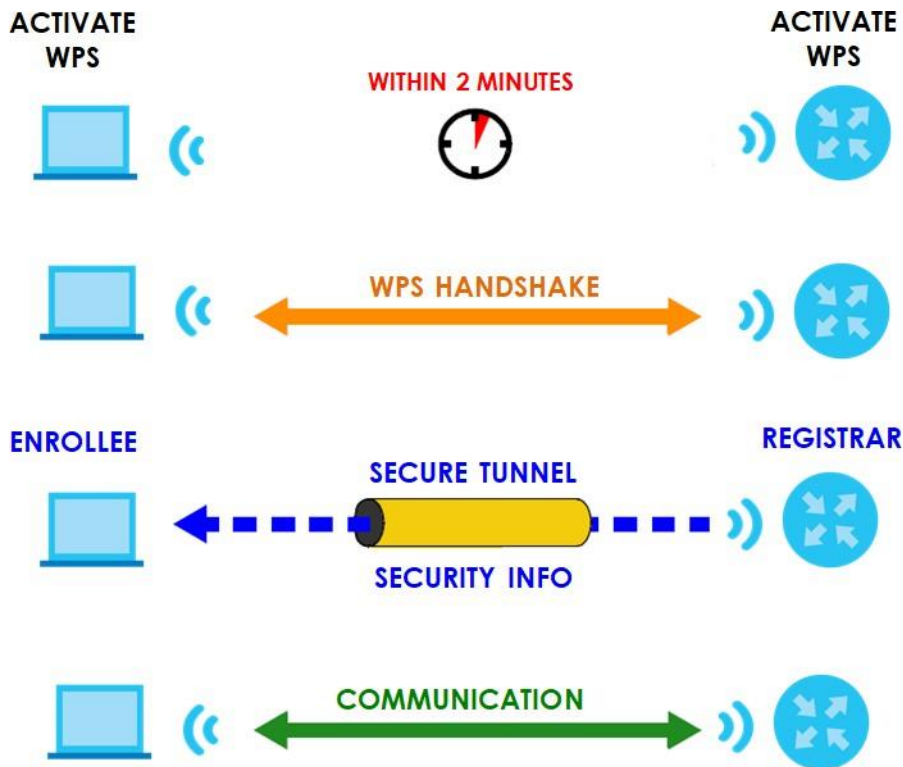 ACTIVATE
WPS
ACTIVATE
WPS
WITHIN 2 MINUTES
WPS HANDSHAKE
ENROLLEE
REGISTRAR
SECURE TUNNEL
SECURITY INFO
COMMUNICATION